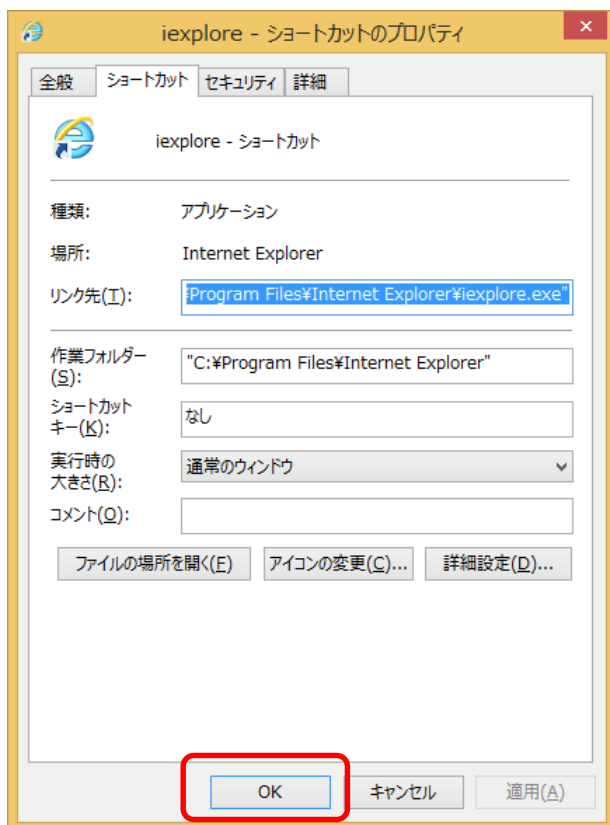 iexplore - ショートカットのプロパティ
全般 ショートカット セキュリティ 詳細
iexplore - ショートカット
種類: アプリケーション
場所: Internet Explorer
リンク先(T): ¥Program Files¥Internet Explorer¥iexplore.exe"
作業フォルダー
(S):
"C:¥Program Files¥Internet Explorer"
ショートカット
キー(K):
なし
実行時の
大きさ(R):
通常のウィンドウ
コメント(O):
ファイルの場所を開く(F) アイコンの変更(C)... 詳細設定(D)...
OK キャンセル 適用(A)